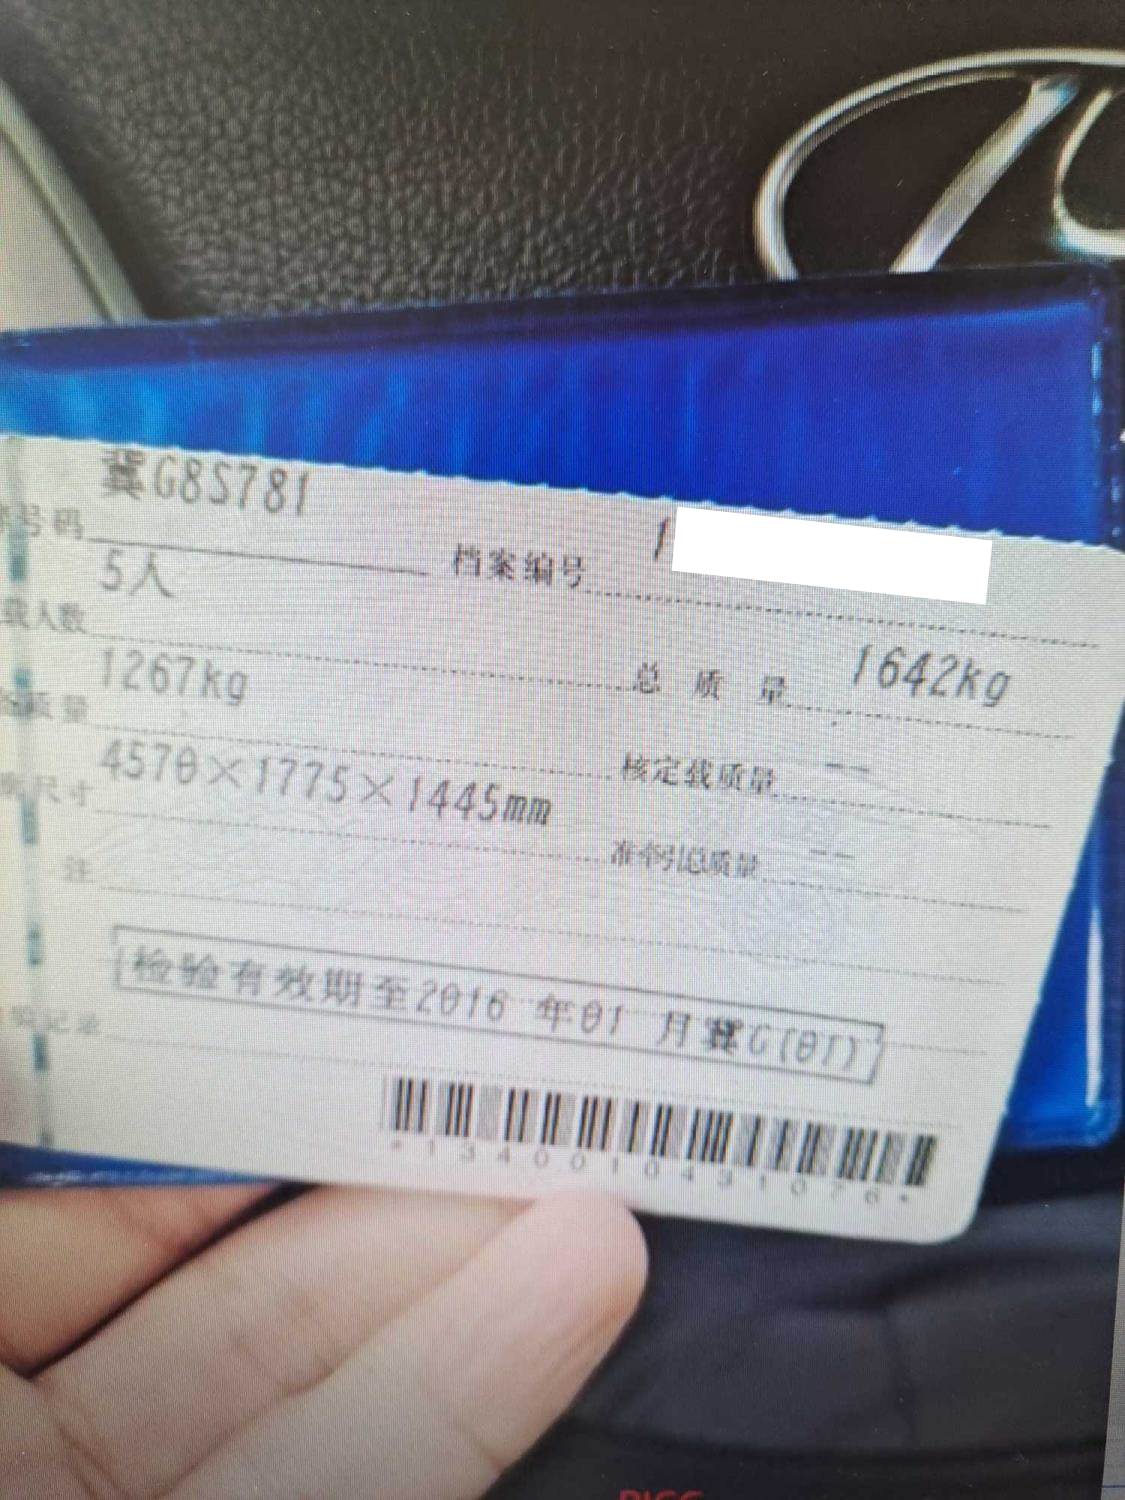 冀G8S781
号码
档案编号 1
5人
载人数
总质量 1642kg
1267kg
质量
核定载质量 --
4570×1775×1445mm
尺寸
准牵引总质量 --
注
检验有效期至2016 年01 月冀G(01)
记录
*1340010431076*